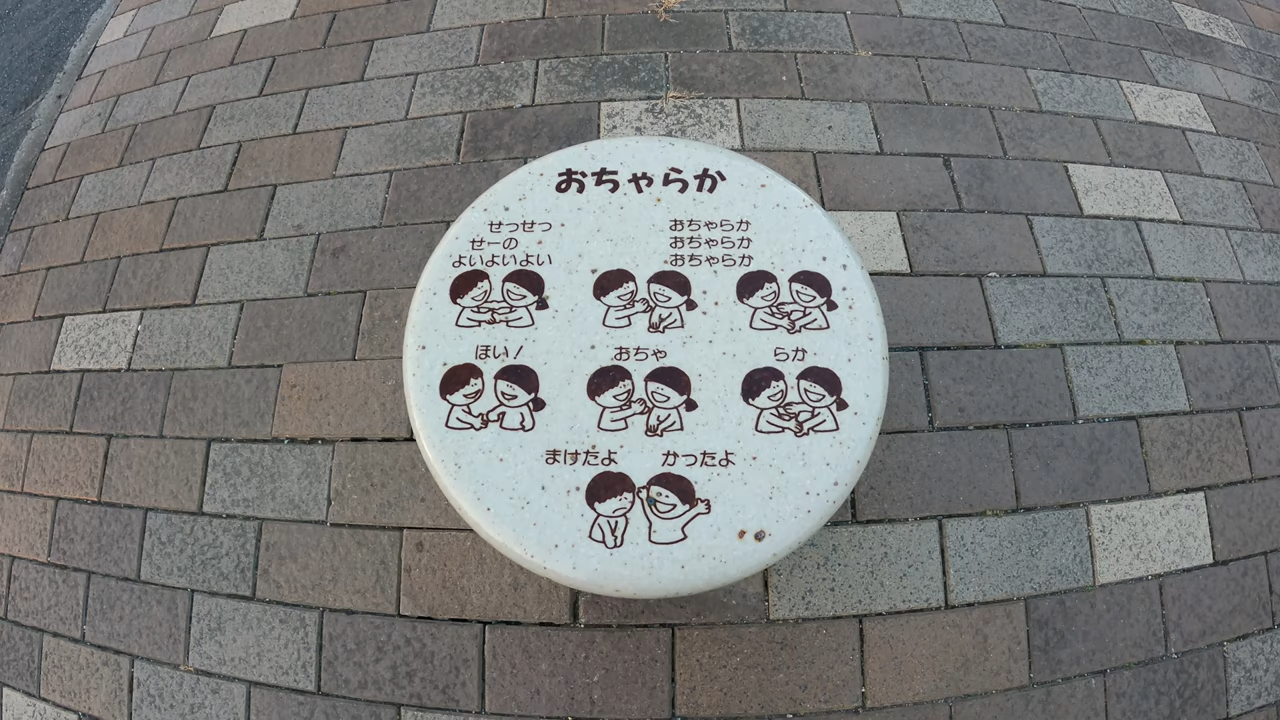 おちゃらか
せっせっ
せーの
よいよいよい
おちゃらか
おちゃらか
おちゃらか
ほい！
おちゃ
らか
まけたよ
かったよ